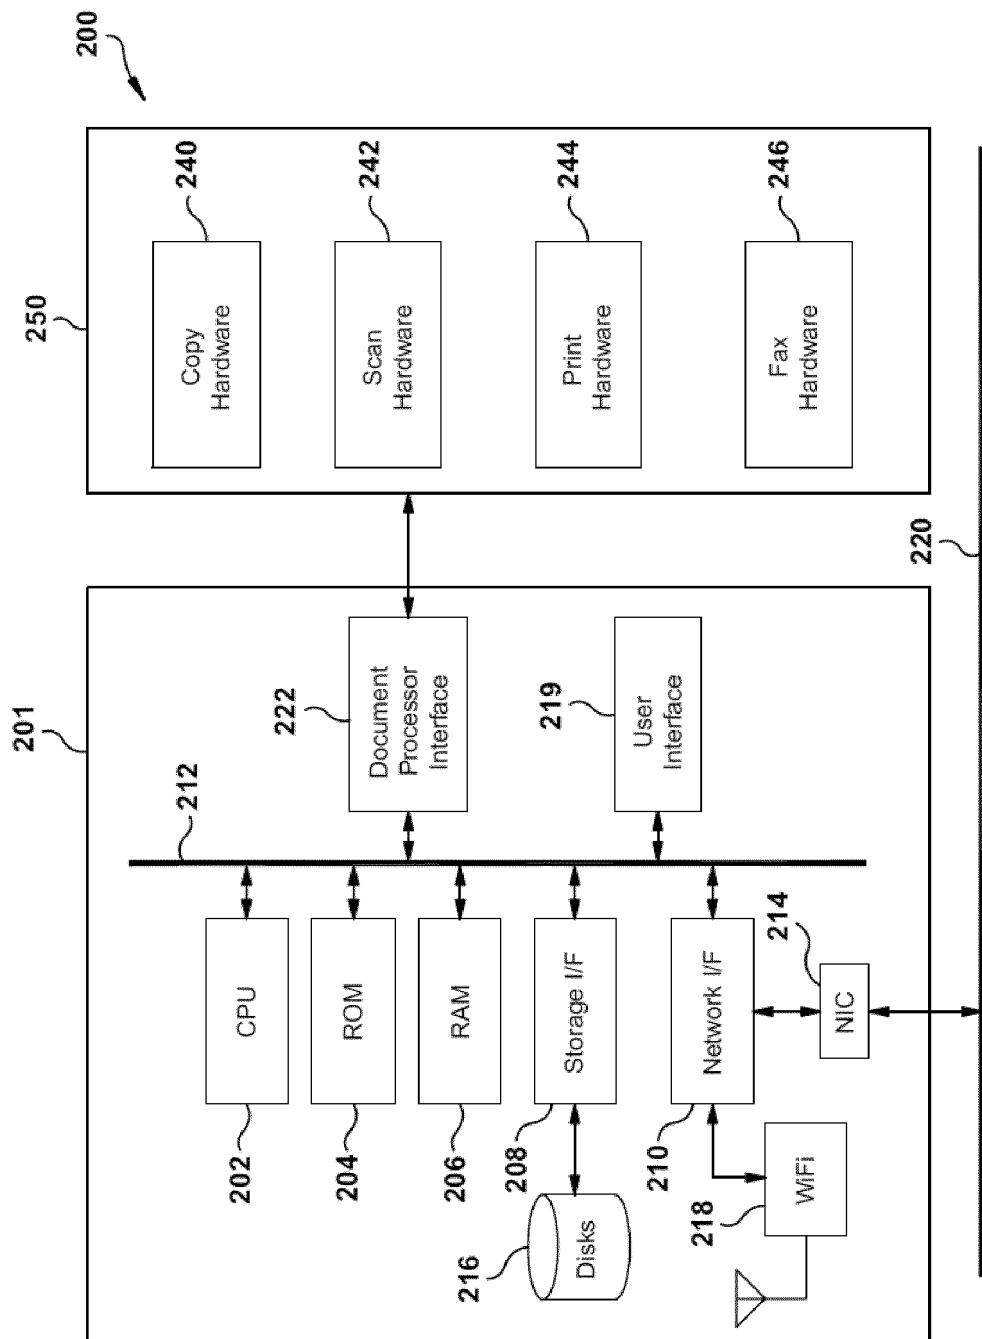 200
201
250
212
202
CPU
204
ROM
206
RAM
208
Storage I/F
216
Disks
210
Network I/F
218
WiFi
214
NIC
222
Document
Processor
Interface
219
User
Interface
240
Copy
Hardware
242
Scan
Hardware
244
Print
Hardware
246
Fax
Hardware
220